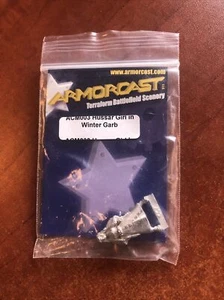 www.armorcast.com
ARMORCAST
Terraform Battlefield Scenery
ACM003 Hussar Girl in
Winter Garb